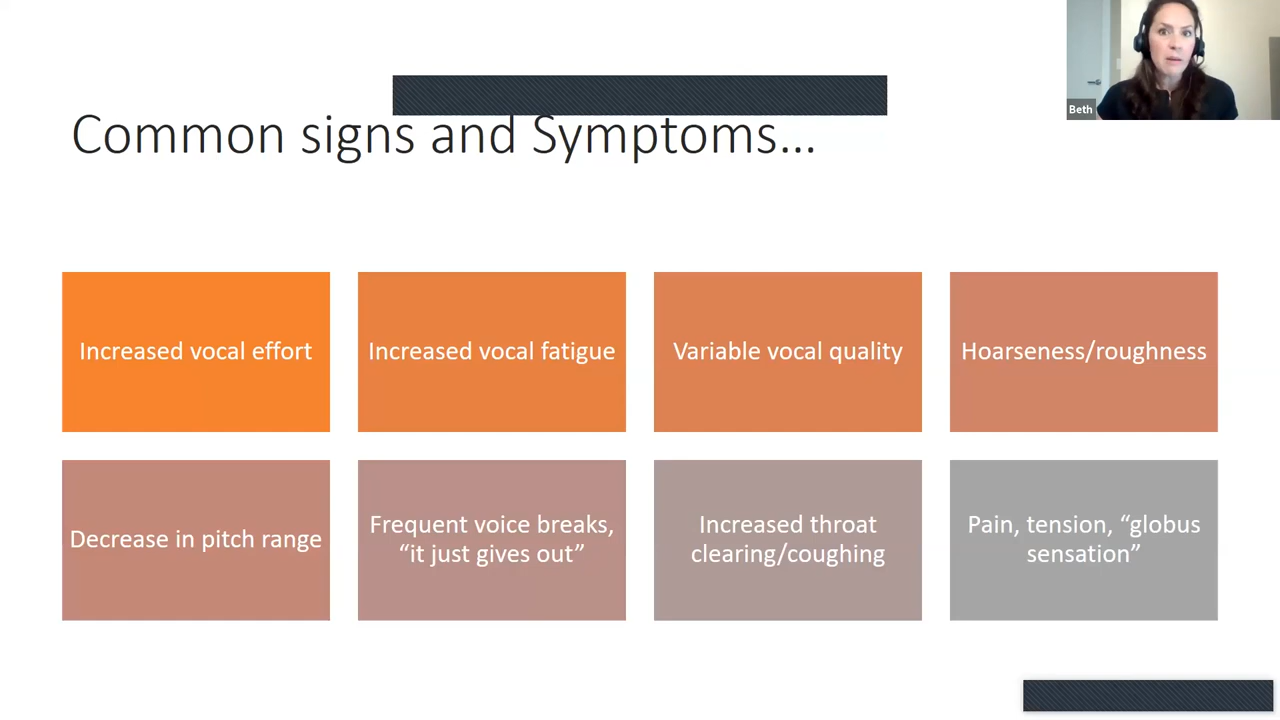 Beth
Common signs and Symptoms...
Increased vocal effort
Increased vocal fatigue
Variable vocal quality
Hoarseness/roughness
Decrease in pitch range
Frequent voice breaks,
“it just gives out”
Increased throat
clearing/coughing
Pain, tension, “globus
sensation”